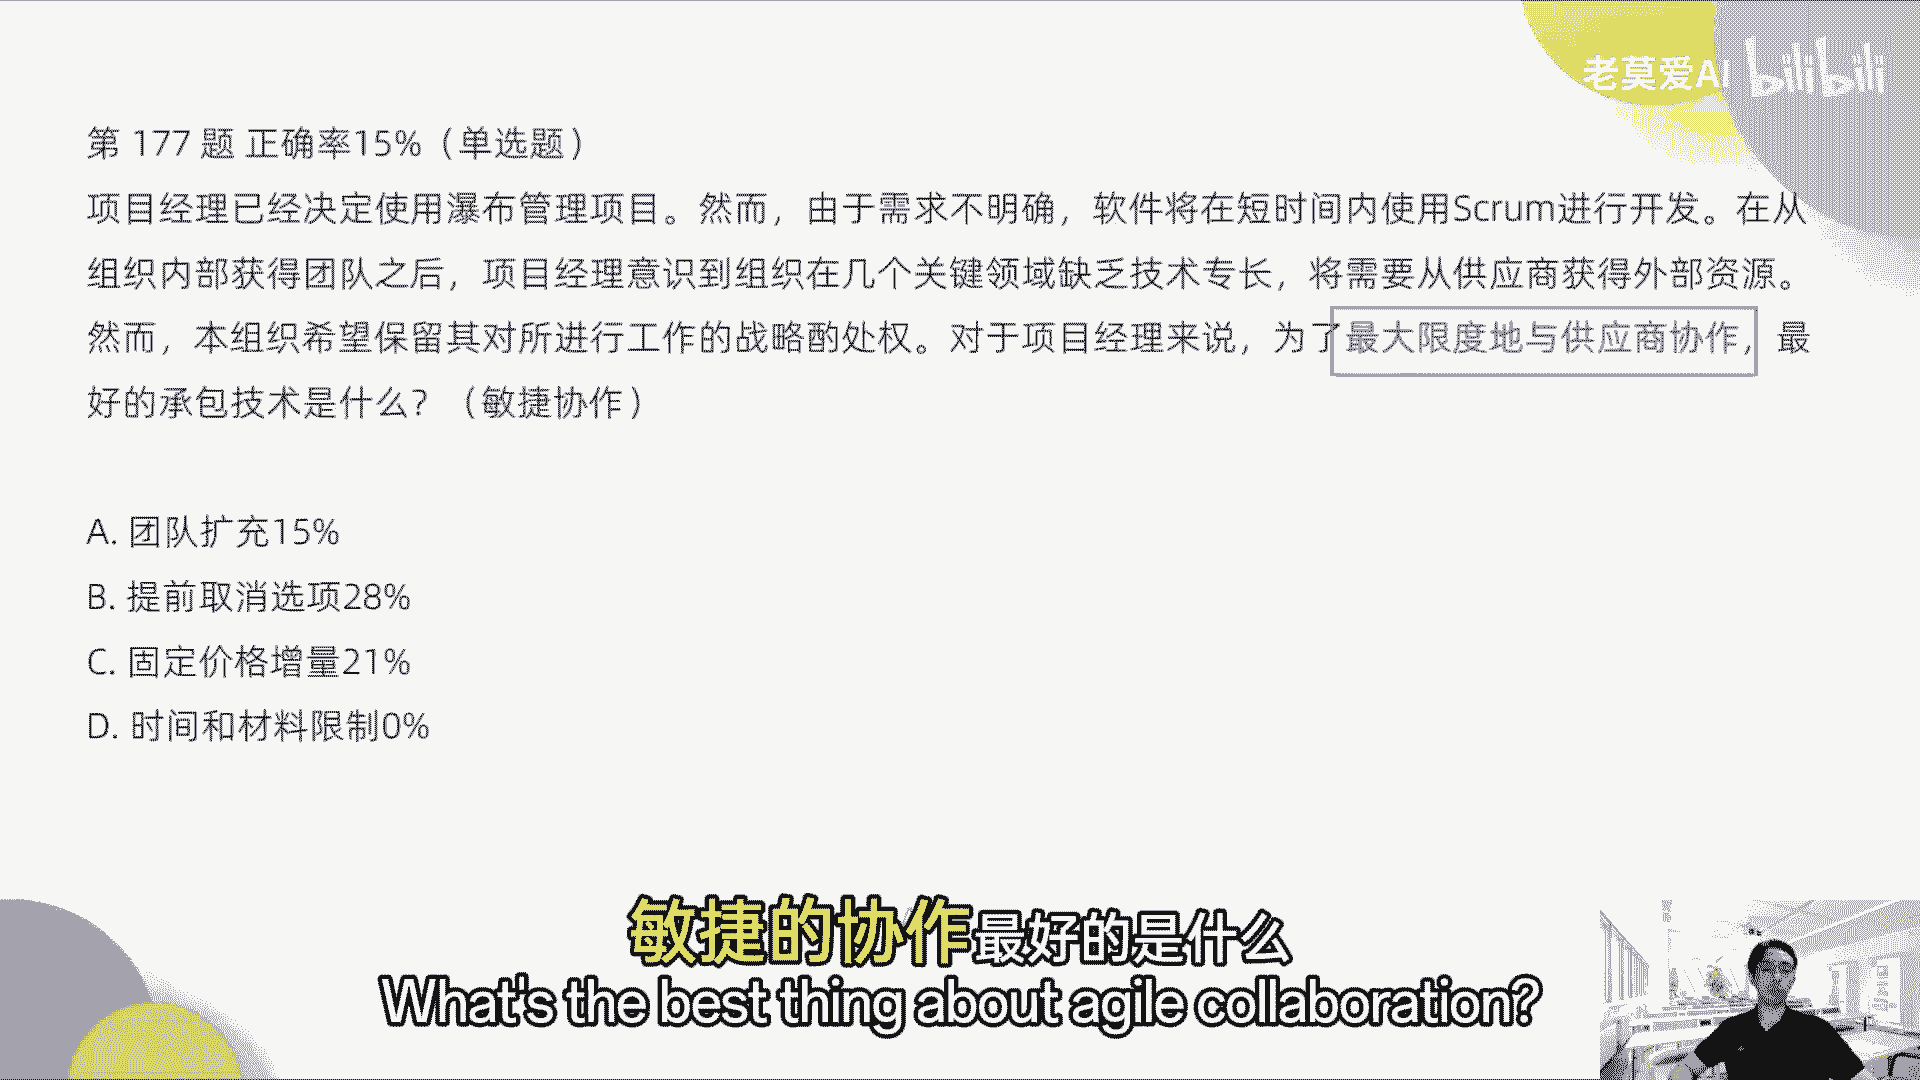 老莫爱AI bilibili
第 177 题 正确率15%（单选题）
项目经理已经决定使用瀑布管理项目。然而，由于需求不明确，软件将在短时间内使用Scrum进行开发。在从
组织内部获得团队之后，项目经理意识到组织在几个关键领域缺乏技术专长，将需要从供应商获得外部资源。
然而，本组织希望保留其对所进行工作的战略酌处权。对于项目经理来说，为了最大限度地与供应商协作，最
好的承包技术是什么？（敏捷协作）
A. 团队扩充15%
B. 提前取消选项28%
C. 固定价格增量21%
D. 时间和材料限制0%
敏捷的协作最好的是什么
What's the best thing about agile collaboration?